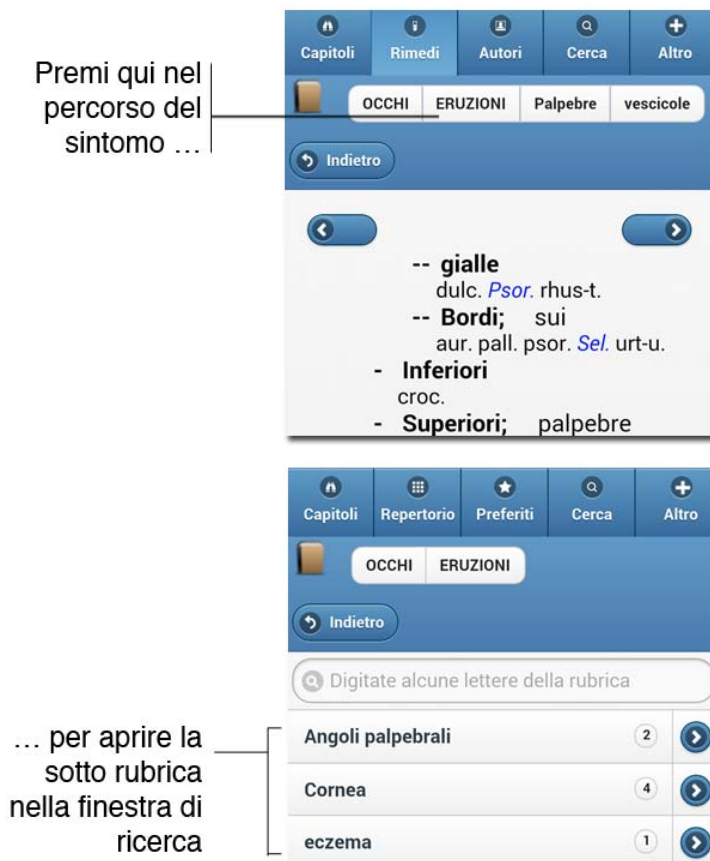 Capitoli Rimedi Autori Cerca Altro
Premi qui nel
percorso del
sintomo ...
OCCHI ERUZIONI Palpebre vescicole
Indietro
-- gialle
dulc. Psor. rhus-t.
-- Bordi; sui
aur. pall. psor. Sel. urt-u.
- Inferiori
croc.
- Superiori; palpebre
Capitoli Repertorio Preferiti Cerca Altro
OCCHI ERUZIONI
Indietro
Digitate alcune lettere della rubrica
... per aprire la
sotto rubrica
nella finestra di
ricerca
Angoli palpebrali 2
Cornea 4
eczema 1